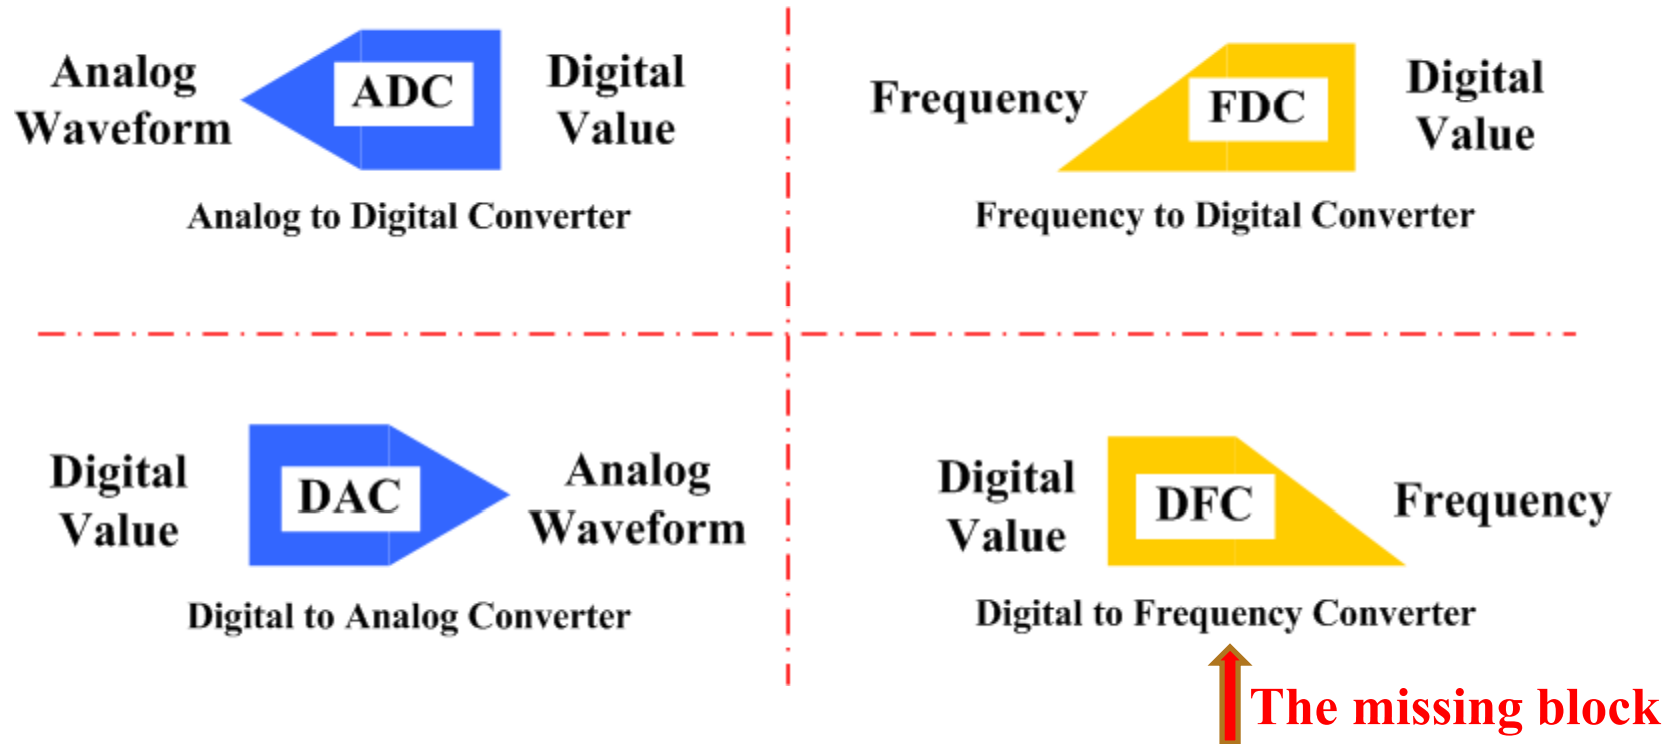 Analog
Waveform
ADC
Digital
Value
Analog to Digital Converter
Frequency
FDC
Digital
Value
Frequency to Digital Converter
Digital
Value
DAC
Analog
Waveform
Digital to Analog Converter
Digital
Value
DFC
Frequency
Digital to Frequency Converter
The missing block